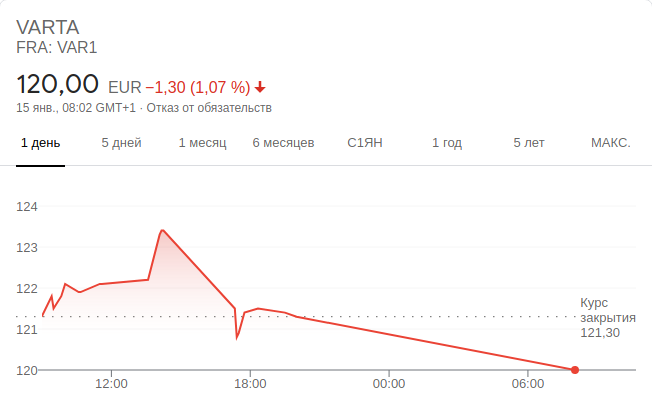 VARTA
FRA: VAR1
120,00 EUR −1,30 (1,07 %)
15 янв., 08:02 GMT+1 · Отказ от обязательств
1 день 5 дней 1 месяц 6 месяцев С1ЯН 1 год 5 лет МАКС.
124
123
122
121
120
Курс
закрытия
121,30
12:00 18:00 00:00 06:00